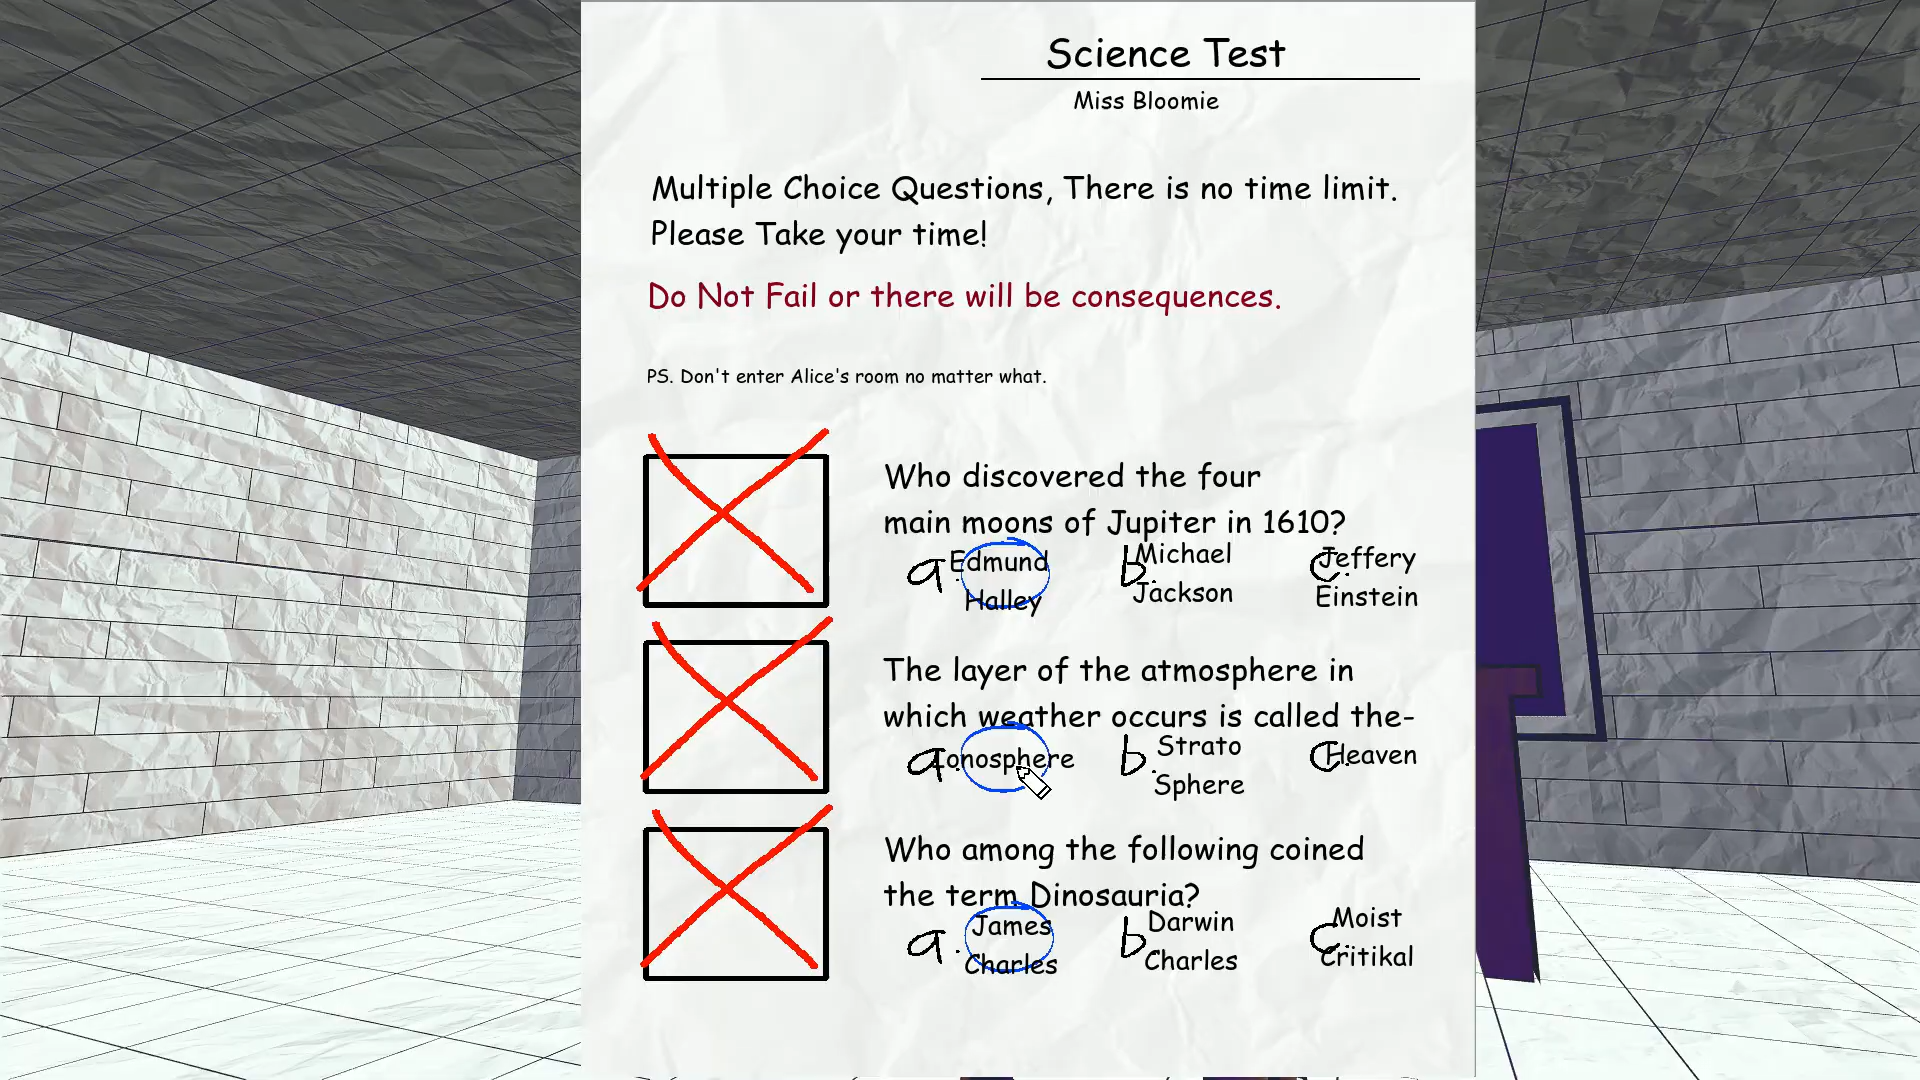 Science Test
Miss Bloomie
Multiple Choice Questions, There is no time limit.
Please Take your time!
Do Not Fail or there will be consequences.
PS. Don't enter Alice's room no matter what.
Who discovered the four
main moons of Jupiter in 1610?
a. Edmund Halley
b. Michael Jackson
c. Jeffery Einstein
The layer of the atmosphere in
which weather occurs is called the-
a. Ionosphere
b. Strato Sphere
c. Heaven
Who among the following coined
the term Dinosauria?
a. James Charles
b. Darwin Charles
c. Moist Critikal